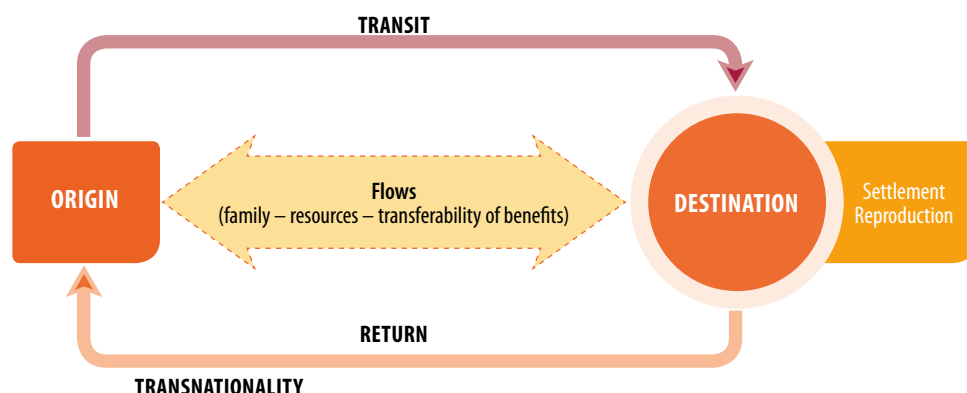 TRANSIT
ORIGIN
Flows
(family – resources – transferability of benefits)
DESTINATION
Settlement
Reproduction
RETURN
TRANSNATIONALITY